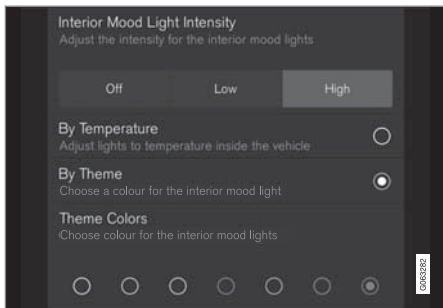 Interior Mood Light Intensity
Adjust the intensity for the interior mood lights
Off Low High
By Temperature
Adjust lights to temperature inside the vehicle
By Theme
Choose a colour for the interior mood light
Theme Colors
Choose colour for the interior mood lights
G063282